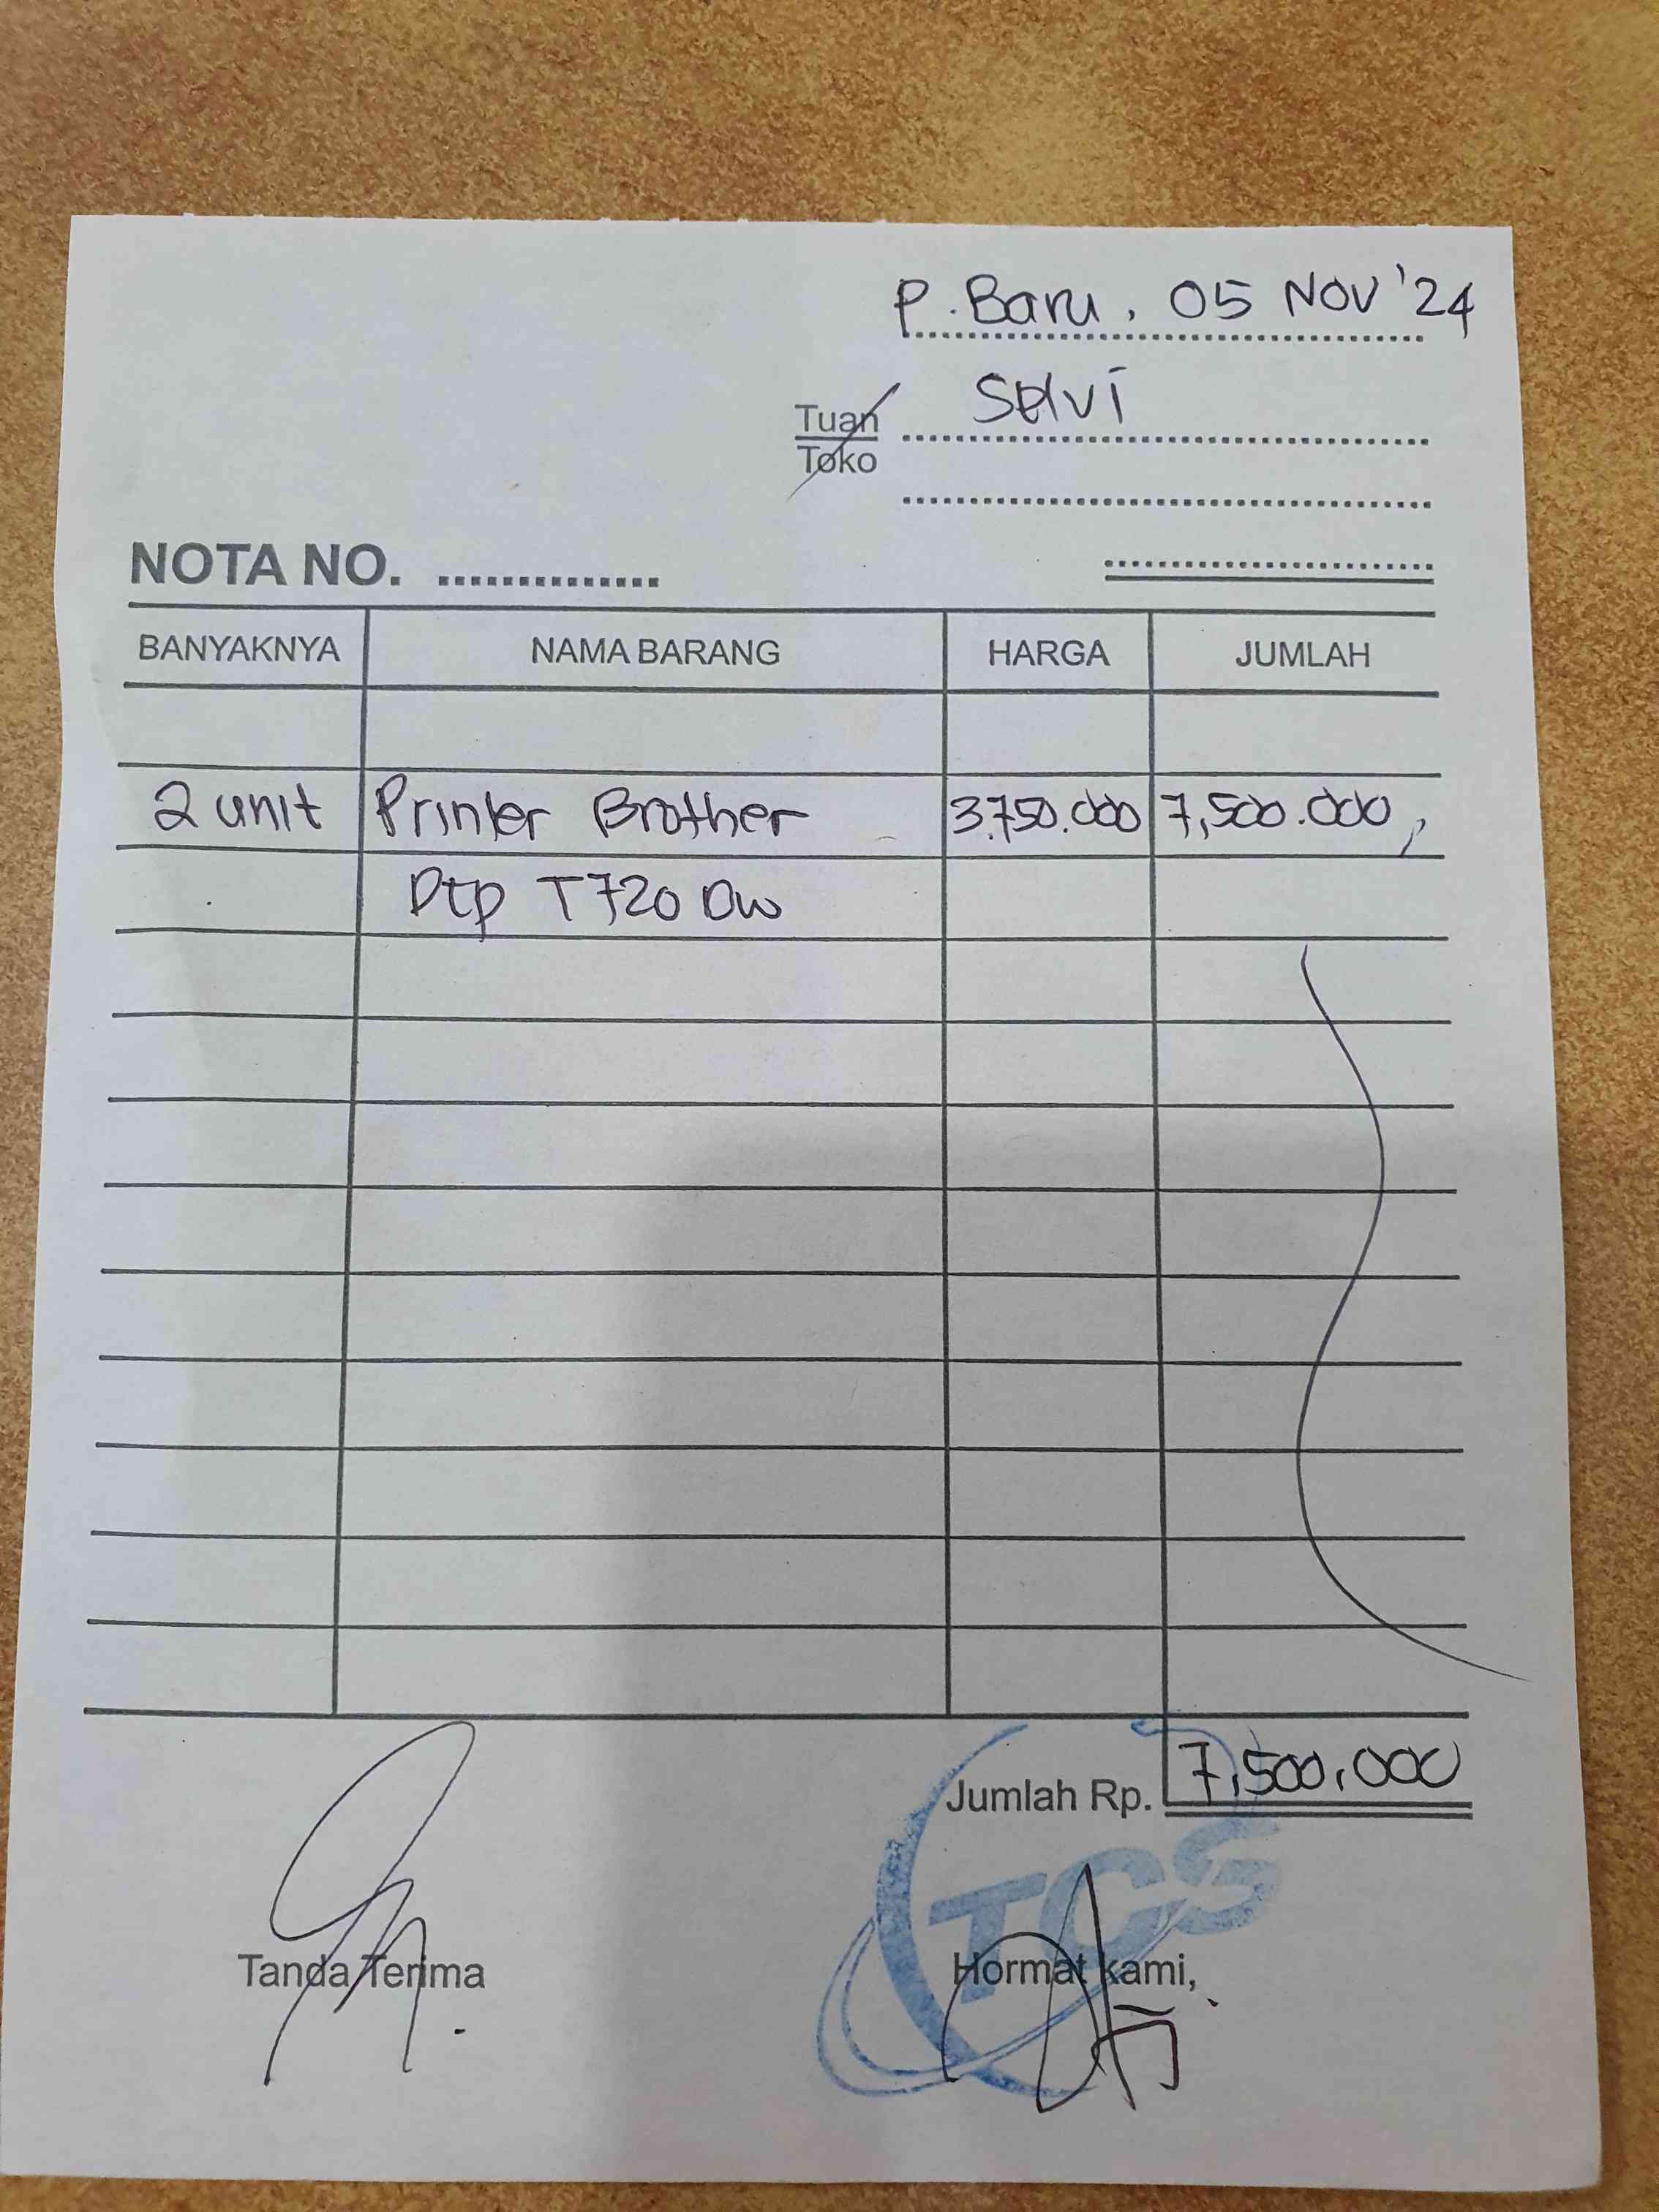 P. Baru, 05 NOV '24
Tuan Selvi
Toko
NOTA NO. ..............
BANYAKNYA NAMA BARANG HARGA JUMLAH
2 unit Printer Brother 3.750.000 7,500.000,
Dcp T720 Dw
Jumlah Rp. 7,500,000
TCS
Tanda Terima Hormat kami,